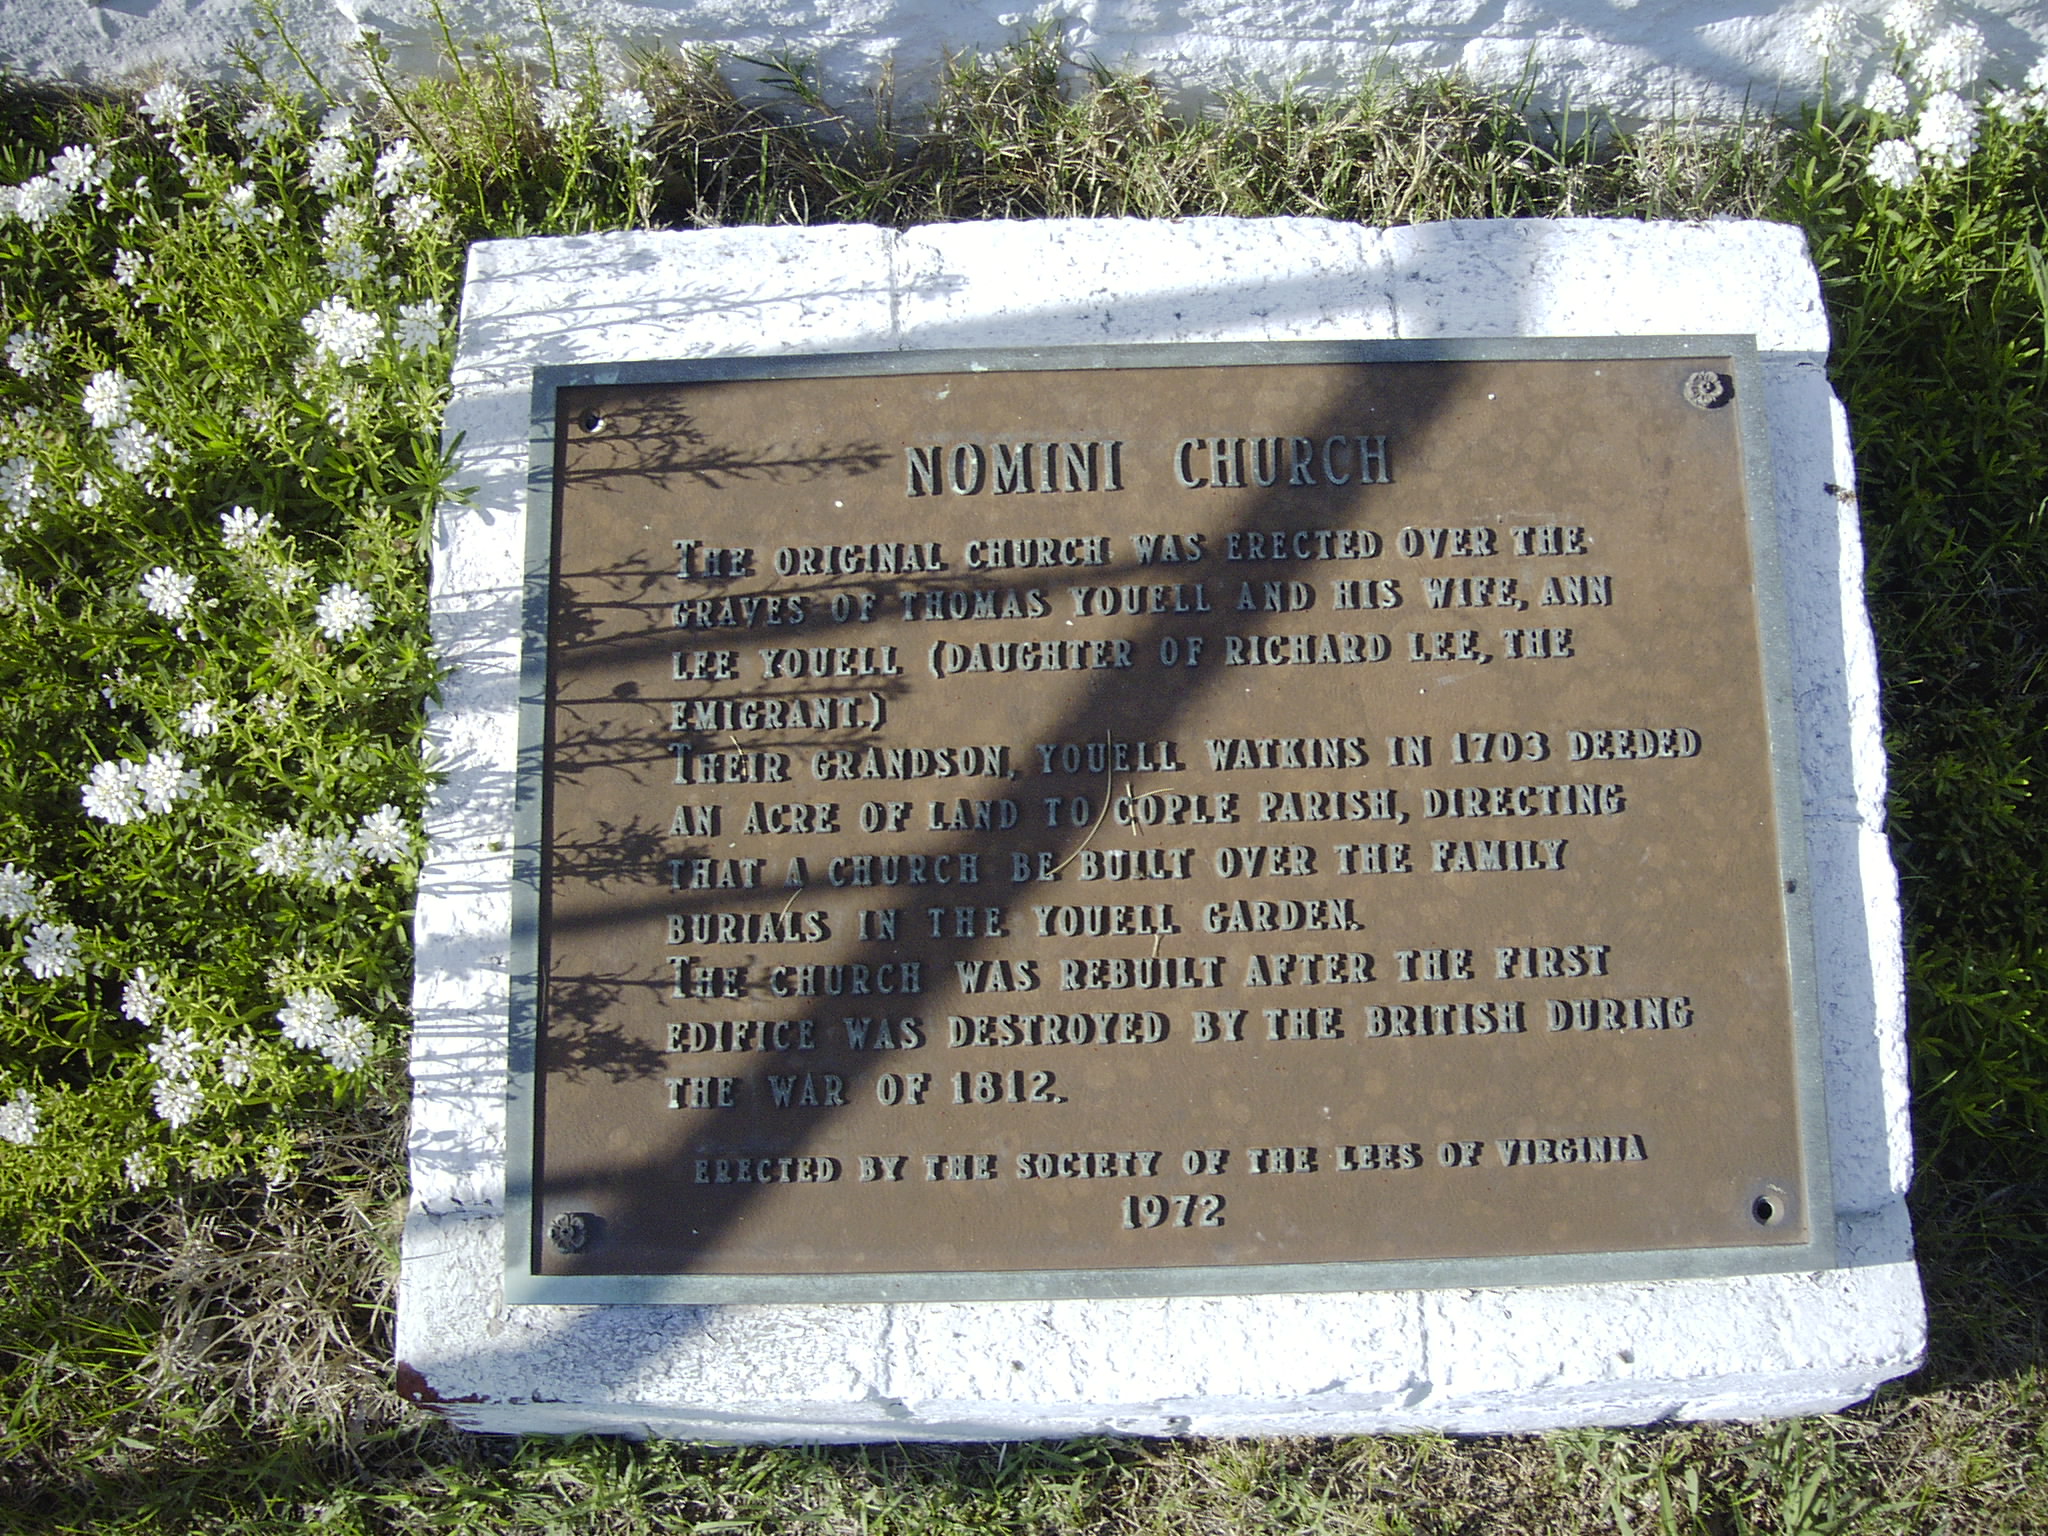 NOMINI CHURCH
THE ORIGINAL CHURCH WAS ERECTED OVER THE
GRAVES OF THOMAS YOUELL AND HIS WIFE, ANN
LEE YOUELL (DAUGHTER OF RICHARD LEE, THE
EMIGRANT.)
THEIR GRANDSON, YOUELL WATKINS IN 1703 DEEDED
AN ACRE OF LAND TO COPLE PARISH, DIRECTING
THAT A CHURCH BE BUILT OVER THE FAMILY
BURIALS IN THE YOUELL GARDEN.
THE CHURCH WAS REBUILT AFTER THE FIRST
EDIFICE WAS DESTROYED BY THE BRITISH DURING
THE WAR OF 1812.
ERECTED BY THE SOCIETY OF THE LEES OF VIRGINIA
1972